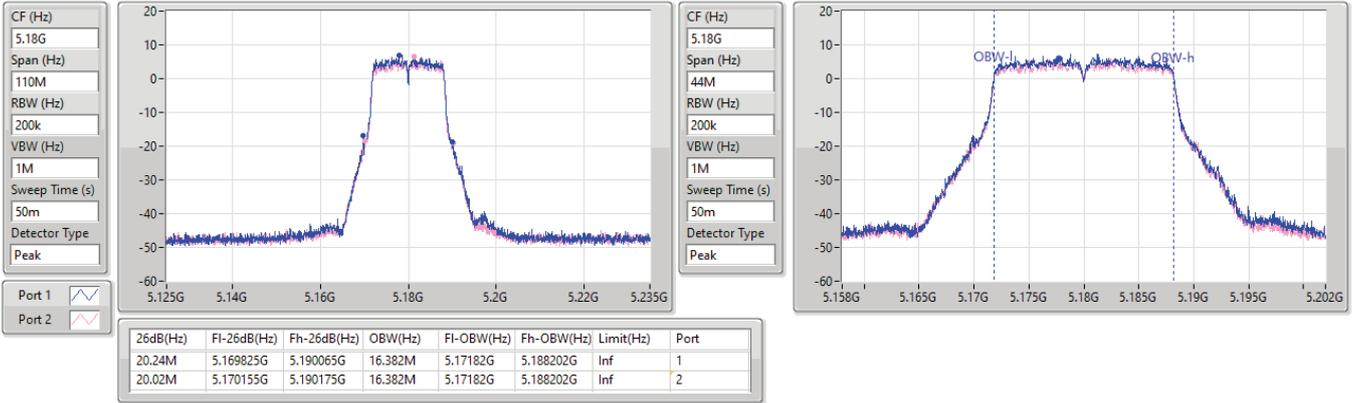 CF (Hz)
5.18G
Span (Hz)
110M
RBW (Hz)
200k
VBW (Hz)
1M
Sweep Time (s)
50m
Detector Type
Peak
Port 1
Port 2
20
10
0
-10
-20
-30
-40
-50
-60
5.125G 5.14G 5.16G 5.18G 5.2G 5.22G 5.235G
CF (Hz)
5.18G
Span (Hz)
44M
RBW (Hz)
200k
VBW (Hz)
1M
Sweep Time (s)
50m
Detector Type
Peak
20
10
0
-10
-20
-30
-40
-50
-60
OBW-l OBW-h
5.158G 5.165G 5.17G 5.175G 5.18G 5.185G 5.19G 5.195G 5.202G
26dB(Hz) Fl-26dB(Hz) Fh-26dB(Hz) OBW(Hz) Fl-OBW(Hz) Fh-OBW(Hz) Limit(Hz) Port
20.24M 5.169825G 5.190065G 16.382M 5.17182G 5.188202G Inf 1
20.02M 5.170155G 5.190175G 16.382M 5.17182G 5.188202G Inf 2